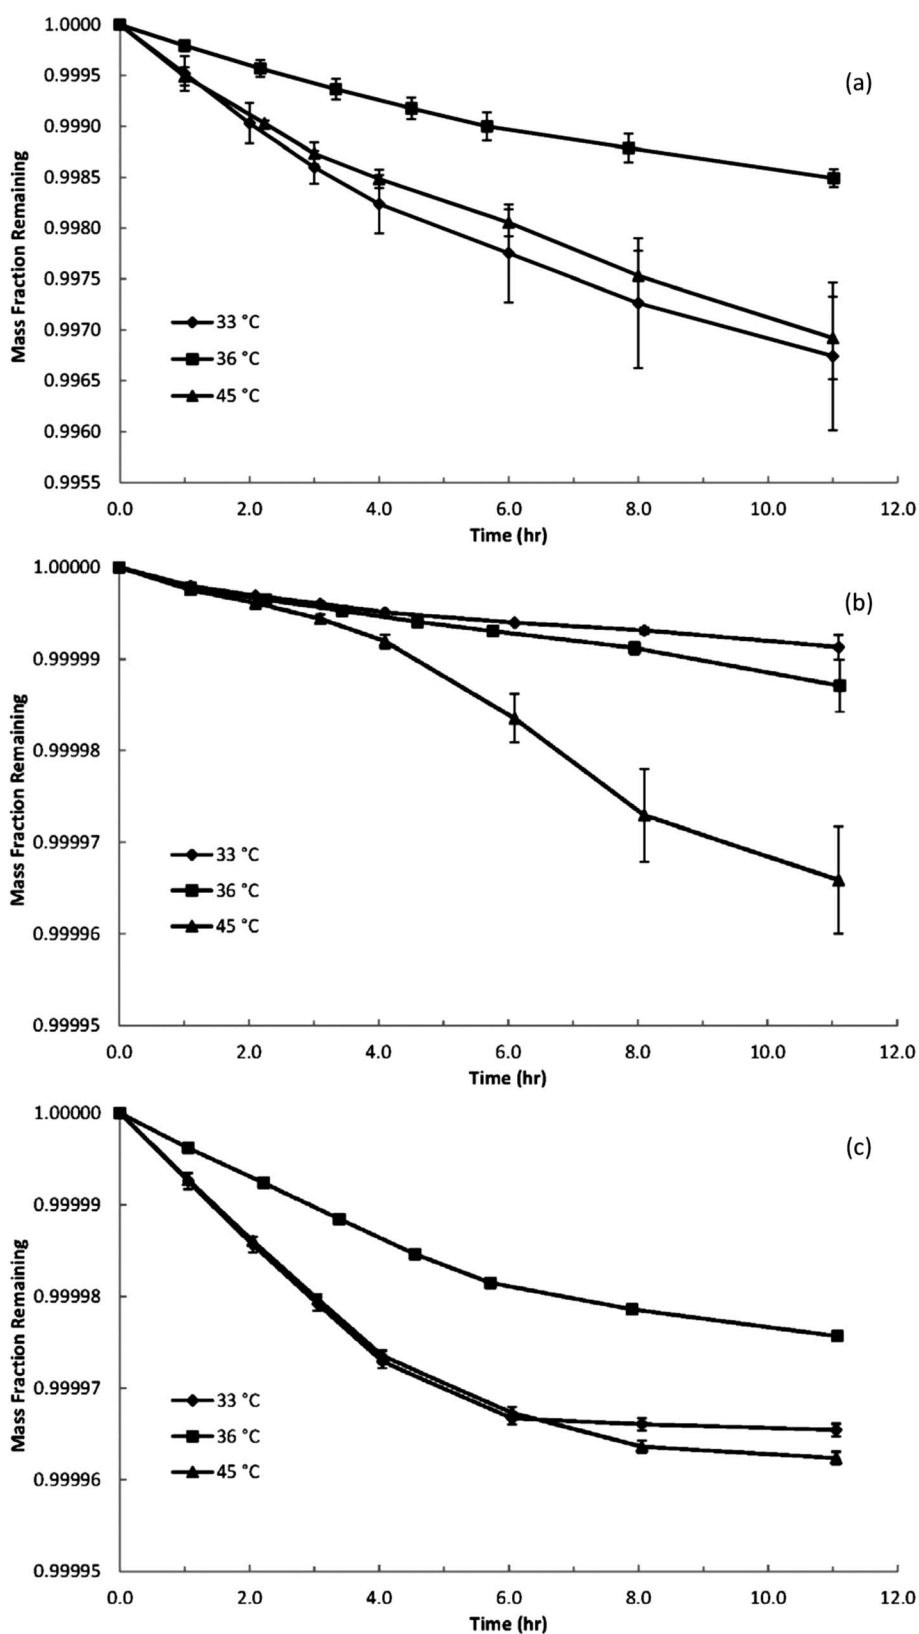 (a)
1.0000
0.9995
0.9990
0.9985
0.9980
0.9975
0.9970
0.9965
0.9960
0.9955
Mass Fraction Remaining
33 °C
36 °C
45 °C
0.0 2.0 4.0 6.0 8.0 10.0 12.0
Time (hr)
(b)
1.00000
0.99999
0.99998
0.99997
0.99996
0.99995
Mass Fraction Remaining
33 °C
36 °C
45 °C
0.0 2.0 4.0 6.0 8.0 10.0 12.0
Time (hr)
(c)
1.00000
0.99999
0.99998
0.99997
0.99996
0.99995
Mass Fraction Remaining
33 °C
36 °C
45 °C
0.0 2.0 4.0 6.0 8.0 10.0 12.0
Time (hr)